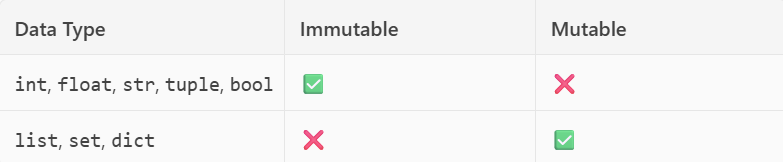 Data Type Immutable Mutable
int, float, str, tuple, bool ✅ ❌
list, set, dict ❌ ✅